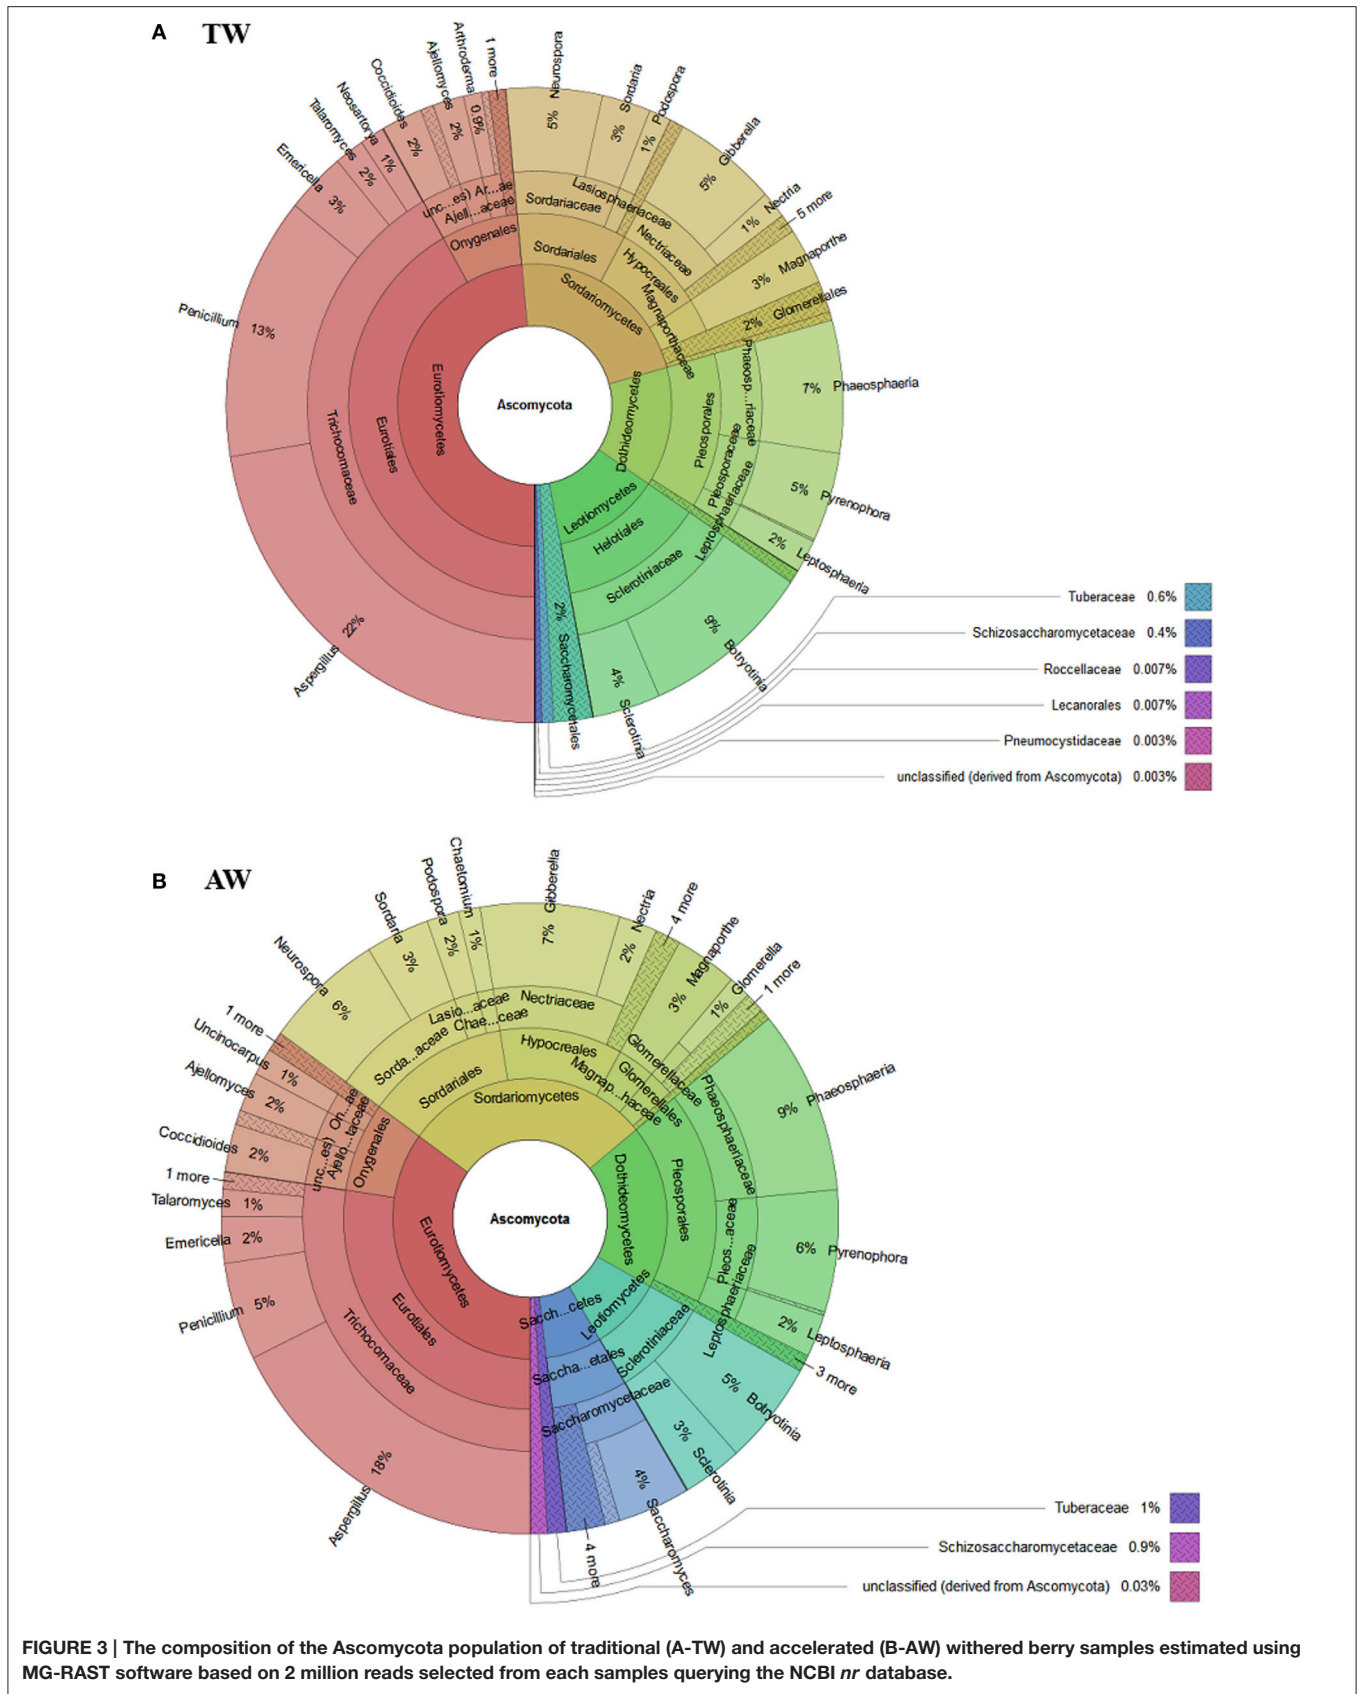 A TW
Neurospora
5%
Sordaria
3%
Podospora
1%
Gibberella
5%
Nectria
1%
5 more
Magnaporthe
3%
Glomerellales
2%
Phaeosphaeria
7%
Pyrenophora
5%
Leptosphaeria
2%
Botryotinia
9%
Sclerotinia
4%
Saccharomycetales
2%
Aspergillus
22%
Penicillium
13%
Emericella
3%
Talaromyces
2%
Neosartorya
1%
Coccidioides
2%
Ajellomyces
2%
Arthroderma
0.9%
1 more
unc...es)
Ar...ae
Ajell...aceae
Onygenales
Lasiosphaeriaceae
Sordariaceae
Nectriaceae
Sordariales
Hypocreales
Magnaporthaceae
Sordariomycetes
Eurotiomycetes
Eurotiales
Trichocomaceae
Ascomycota
Dothideomycetes
Pleosporales
Phaeosp...riaceae
Pleosporaceae
Leptosphaeriaceae
Leotiomycetes
Helotiales
Sclerotiniaceae
Tuberaceae 0.6%
Schizosaccharomycetaceae 0.4%
Roccellaceae 0.007%
Lecanorales 0.007%
Pneumocystidaceae 0.003%
unclassified (derived from Ascomycota) 0.003%
B AW
Gibberella
7%
Nectria
2%
4 more
Magnaporthe
3%
Glomerella
1%
1 more
Phaeosphaeria
9%
Pyrenophora
6%
Leptosphaeria
2%
3 more
Botryotinia
5%
Sclerotinia
3%
Saccharomyces
4%
4 more
Aspergillus
18%
Penicillium
5%
Emericella
2%
Talaromyces
1%
1 more
Coccidioides
2%
Ajellomyces
2%
Uncinocarpus
1%
1 more
Neurospora
6%
Sordaria
3%
Podospora
2%
Chaetomium
1%
Lasio...aceae
Nectriaceae
Chae...ceae
Sorda...aceae
Hypocreales
Sordariales
Magnap...haceae
Glomerellales
Glomerellaceae
Sordariomycetes
unc...es)
On...ae
Ajello...taceae
Onygenales
Eurotiomycetes
Eurotiales
Trichocomaceae
Ascomycota
Dothideomycetes
Pleosporales
Phaeosphaeriaceae
Pleos...aceae
Leptosphaeriaceae
Leotiomycetes
Sclerotiniaceae
Sacch...cetes
Saccha...etales
Saccharomycetaceae
Tuberaceae 1%
Schizosaccharomycetaceae 0.9%
unclassified (derived from Ascomycota) 0.03%
FIGURE 3 | The composition of the Ascomycota population of traditional (A-TW) and accelerated (B-AW) withered berry samples estimated using
MG-RAST software based on 2 million reads selected from each samples querying the NCBI nr database.